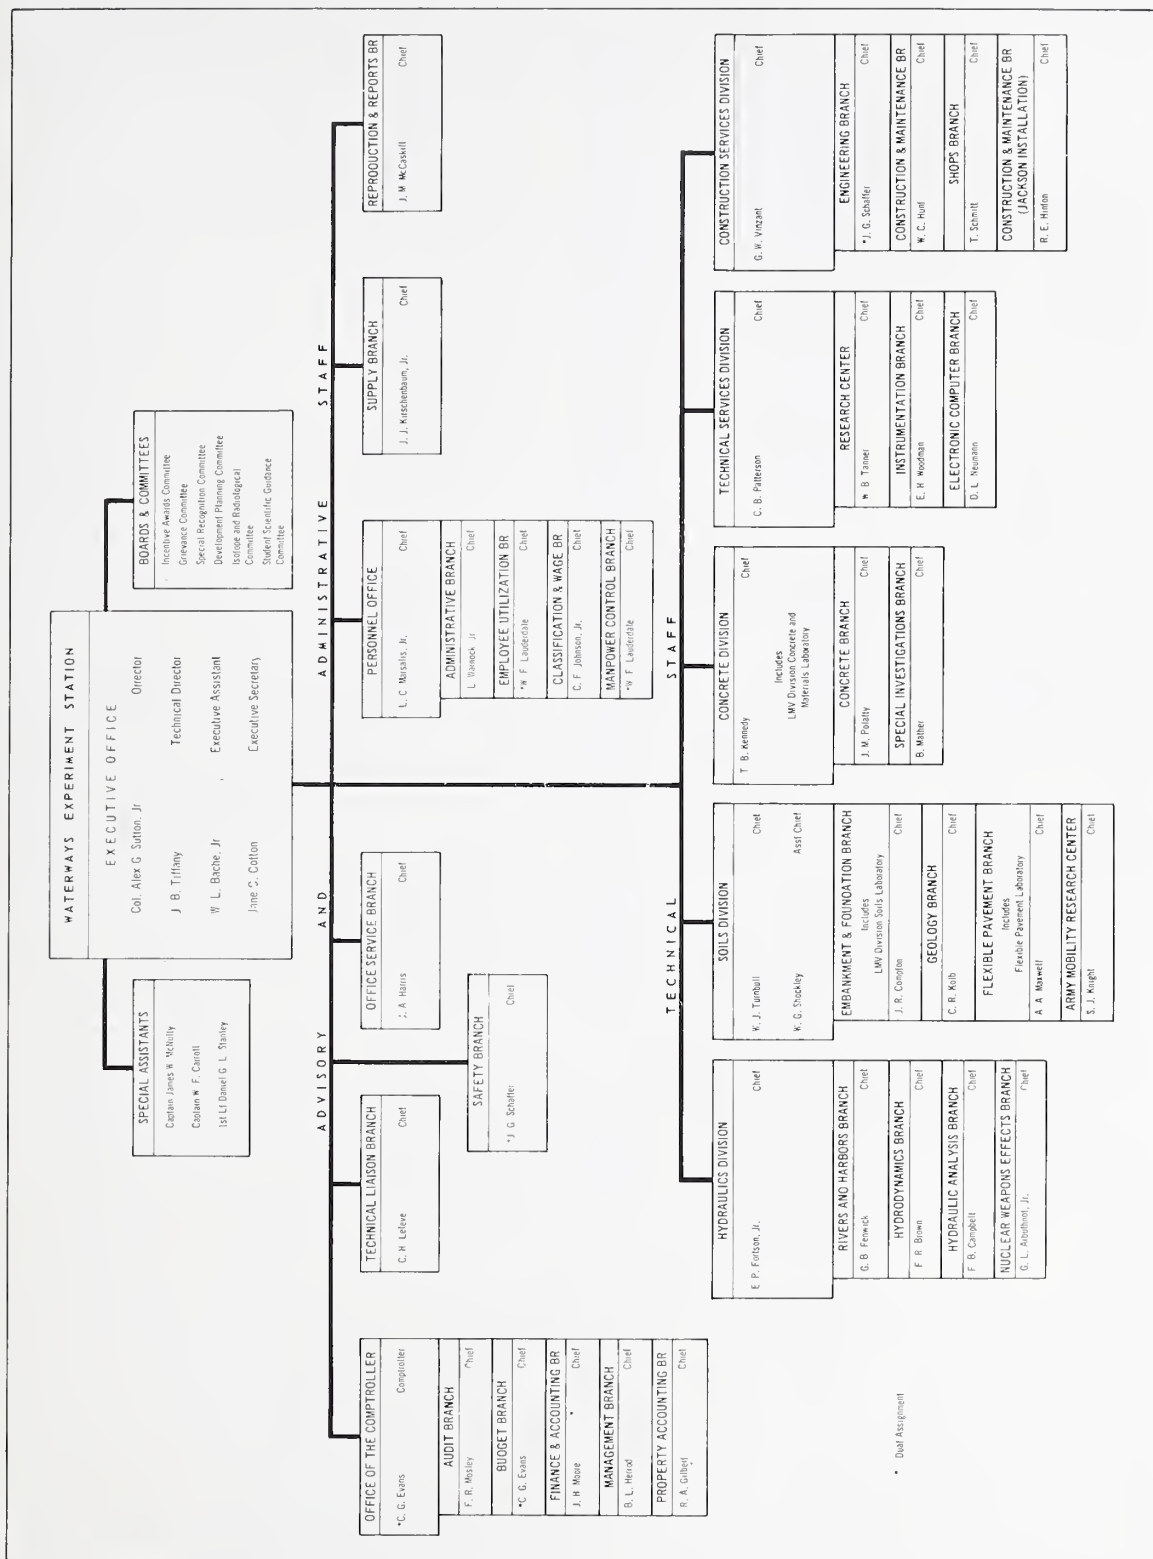 WATERWAYS EXPERIMENT STATION
EXECUTIVE OFFICE
Col. Alex G. Sutton, Jr Director
J B. Tiffany Technical Director
W L. Bache, Jr Executive Assistant
Jane C. Cotton Executive Secretary
SPECIAL ASSISTANTS
Captain James W. McNulty
Captain W F. Carroll
1st Lt Daniel G. L. Stanley
BOARDS & COMMITTEES
Incentive Awards Committee
Grievance Committee
Special Recognition Committee
Development Planning Committee
Isotope and Radiological
Committee
Student Scientific Guidance
Committee
ADVISORY AND ADMINISTRATIVE STAFF
OFFICE OF THE COMPTROLLER
*C. G. Evans Comptroller
AUDIT BRANCH
F. R. Mosley Chief
BUDGET BRANCH
*C G. Evans Chief
FINANCE & ACCOUNTING BR
J. H Moore Chief
MANAGEMENT BRANCH
B. L. Herrod Chief
PROPERTY ACCOUNTING BR
R. A. Gilbert Chief
TECHNICAL LIAISON BRANCH
C. H Lefeve Chief
SAFETY BRANCH
*J G. Schaffer Chief
OFFICE SERVICE BRANCH
J. A Harris Chief
PERSONNEL OFFICE
L. C. Marsalis, Jr. Chief
ADMINISTRATIVE BRANCH
L Warnock Jr Chief
EMPLOYEE UTILIZATION BR
*W F. Lauderdale Chief
CLASSIFICATION & WAGE BR
C. F Johnson, Jr. Chief
MANPOWER CONTROL BRANCH
*W F. Lauderdale Chief
SUPPLY BRANCH
J. J. Kirschenbaum, Jr. Chief
REPRODUCTION & REPORTS BR
J. M. McCaskill Chief
TECHNICAL STAFF
HYDRAULICS DIVISION
E P. Fortson, Jr. Chief
RIVERS AND HARBORS BRANCH
G. B Fenwick Chief
HYDRODYNAMICS BRANCH
F R. Brown Chief
HYDRAULIC ANALYSIS BRANCH
F B. Campbell Chief
NUCLEAR WEAPONS EFFECTS BRANCH
G. L. Arbuthnot, Jr. Chief
SOILS DIVISION
W. J. Turnbull Chief
W. G. Shockley Asst Chief
EMBANKMENT & FOUNDATION BRANCH
Includes
LMV Division Soils Laboratory
J. R. Compton Chief
GEOLOGY BRANCH
C. R. Kolb Chief
FLEXIBLE PAVEMENT BRANCH
Includes
Flexible Pavement Laboratory
A A Maxwell Chief
ARMY MOBILITY RESEARCH CENTER
S. J. Knight Chief
CONCRETE DIVISION
T B. Kennedy Chief
Includes
LMV Division Concrete and
Materials Laboratory
CONCRETE BRANCH
J. M. Polatty Chief
SPECIAL INVESTIGATIONS BRANCH
B. Mather Chief
TECHNICAL SERVICES DIVISION
C. B. Patterson Chief
RESEARCH CENTER
W B Tanner Chief
INSTRUMENTATION BRANCH
E. H Woodman Chief
ELECTRONIC COMPUTER BRANCH
D. L Neumann Chief
CONSTRUCTION SERVICES DIVISION
G. W. Vinzant Chief
ENGINEERING BRANCH
*J. G. Schaffer Chief
CONSTRUCTION & MAINTENANCE BR
W. C. Hunt Chief
SHOPS BRANCH
T. Schmitt Chief
CONSTRUCTION & MAINTENANCE BR
(JACKSON INSTALLATION)
R. E. Hinton Chief
* Dual Assignment